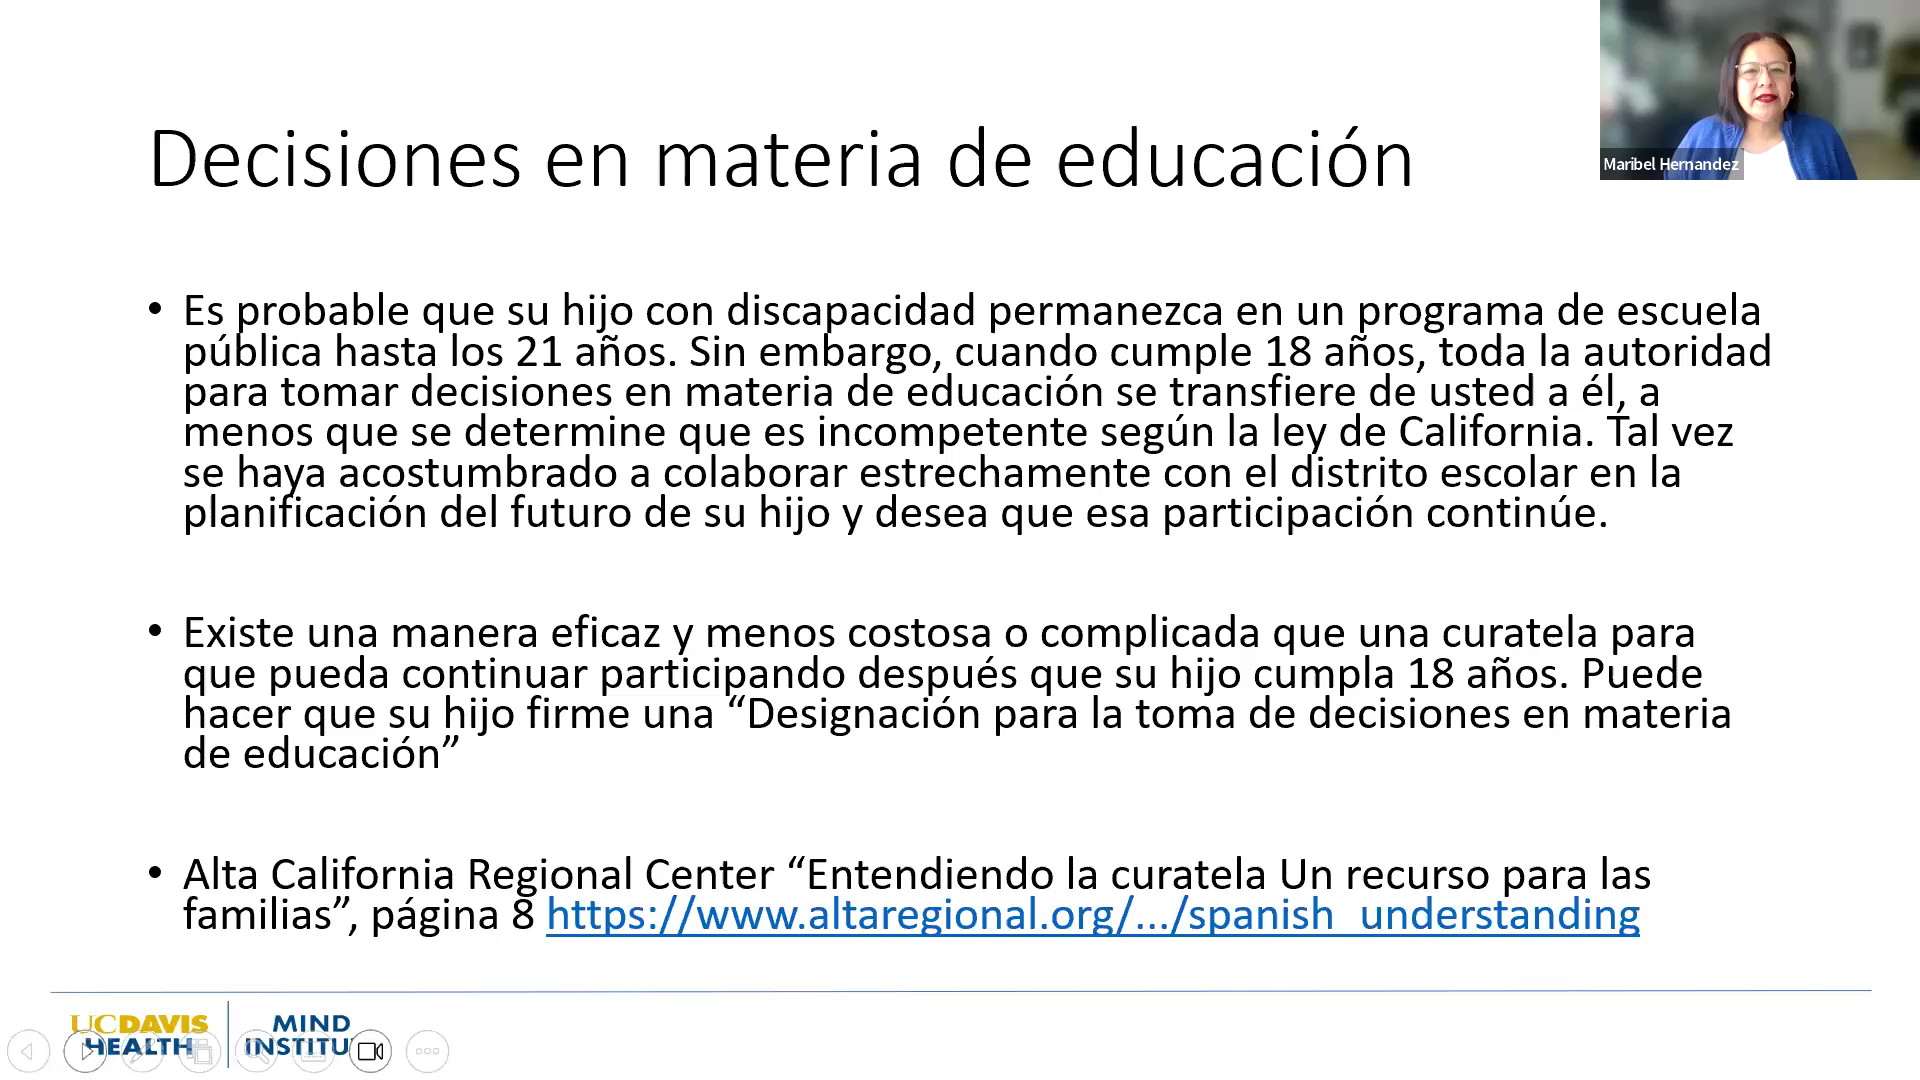 Decisiones en materia de educación
Maribel Hernandez
• Es probable que su hijo con discapacidad permanezca en un programa de escuela
pública hasta los 21 años. Sin embargo, cuando cumple 18 años, toda la autoridad
para tomar decisiones en materia de educación se transfiere de usted a él, a
menos que se determine que es incompetente según la ley de California. Tal vez
se haya acostumbrado a colaborar estrechamente con el distrito escolar en la
planificación del futuro de su hijo y desea que esa participación continúe.
• Existe una manera eficaz y menos costosa o complicada que una curatela para
que pueda continuar participando después que su hijo cumpla 18 años. Puede
hacer que su hijo firme una “Designación para la toma de decisiones en materia
de educación”
• Alta California Regional Center “Entendiendo la curatela Un recurso para las
familias”, página 8 https://www.altaregional.org/.../spanish_understanding
UCDAVIS
HEALTH
MIND
INSTITU